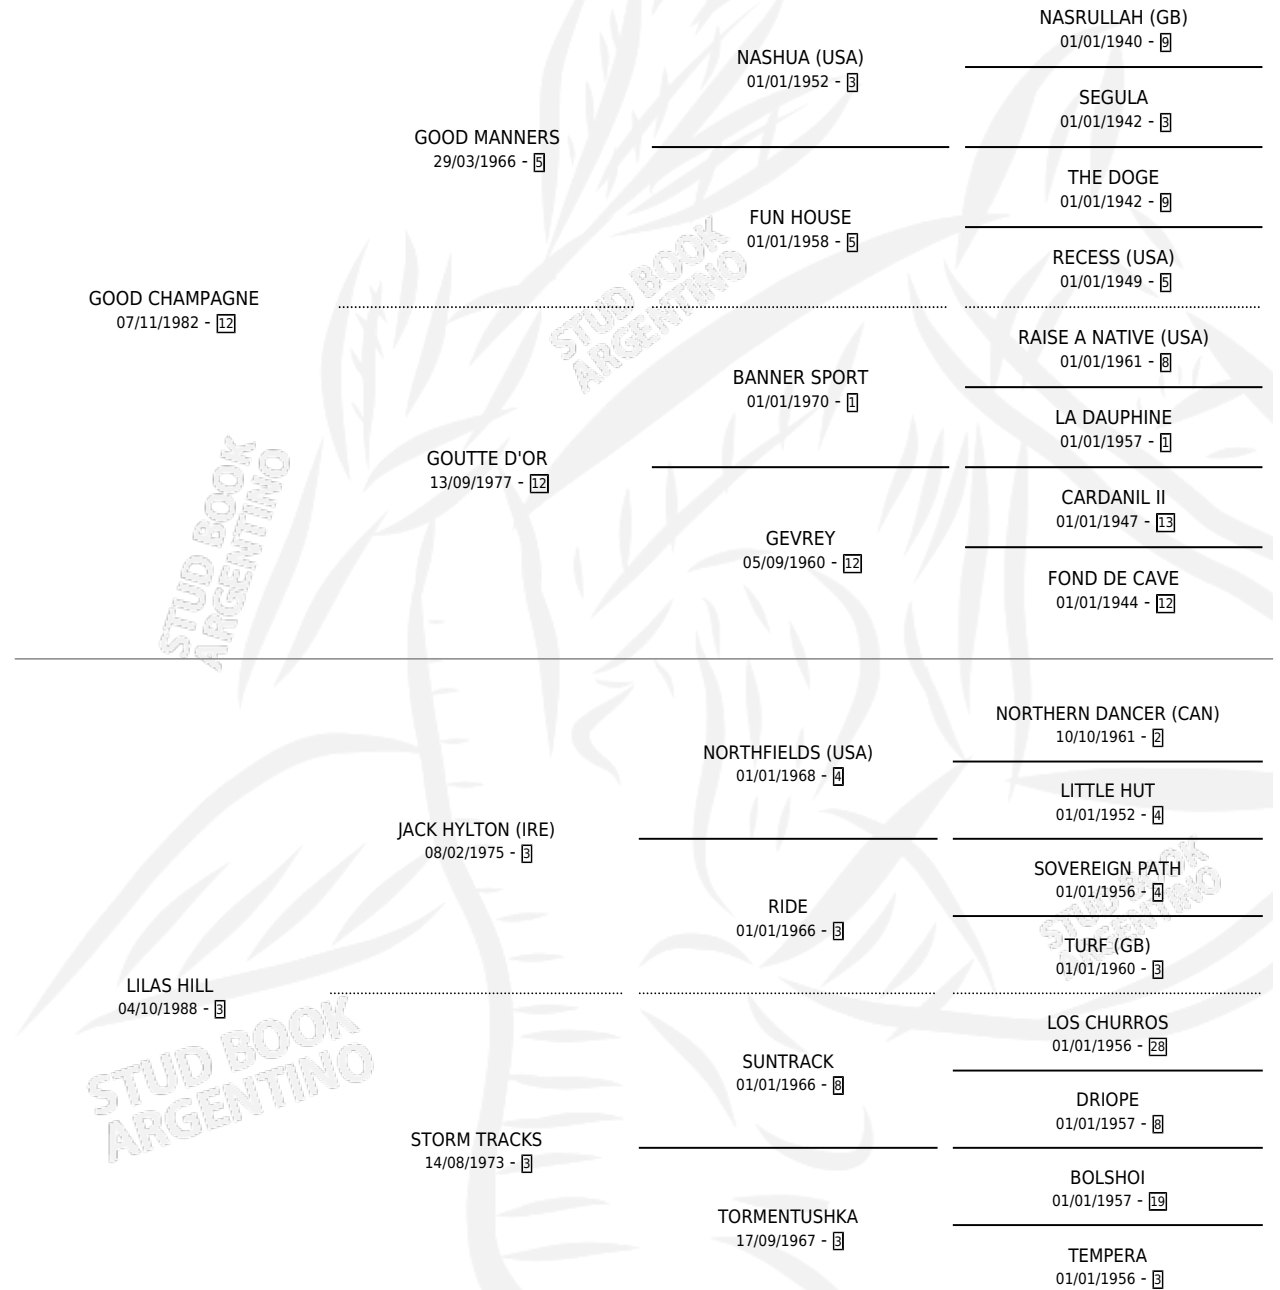 NASRULLAH (GB)
01/01/1940 - 9
NASHUA (USA)
01/01/1952 - 3
SEGULA
01/01/1942 - 3
GOOD MANNERS
29/03/1966 - 5
THE DOGE
01/01/1942 - 9
FUN HOUSE
01/01/1958 - 5
RECESS (USA)
01/01/1949 - 5
GOOD CHAMPAGNE
07/11/1982 - 12
STUD BOOK
ARGENTINO
RAISE A NATIVE (USA)
01/01/1961 - 8
BANNER SPORT
01/01/1970 - 1
LA DAUPHINE
01/01/1957 - 1
GOUTTE D'OR
13/09/1977 - 12
CARDANIL II
01/01/1947 - 13
GEVREY
05/09/1960 - 12
FOND DE CAVE
01/01/1944 - 12
STUD BOOK
ARGENTINO
NORTHERN DANCER (CAN)
10/10/1961 - 2
NORTHFIELDS (USA)
01/01/1968 - 4
LITTLE HUT
01/01/1952 - 4
JACK HYLTON (IRE)
08/02/1975 - 3
SOVEREIGN PATH
01/01/1956 - 4
RIDE
01/01/1966 - 3
STUD BOOK
ARGENTINO
TURF (GB)
01/01/1960 - 3
LILAS HILL
04/10/1988 - 3
LOS CHURROS
01/01/1956 - 28
SUNTRACK
01/01/1966 - 8
DRIOPE
01/01/1957 - 8
STUD BOOK
ARGENTINO
STORM TRACKS
14/08/1973 - 3
BOLSHOI
01/01/1957 - 19
TORMENTUSHKA
17/09/1967 - 3
TEMPERA
01/01/1956 - 3